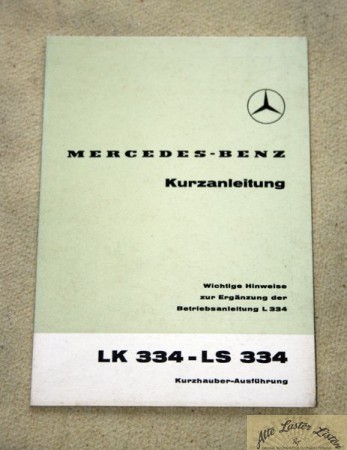 MERCEDES-BENZ
Kurzanleitung
Wichtige Hinweise
zur Ergänzung der
Betriebsanleitung L 334
LK 334-LS 334
Kurzhauber-Ausführung
Alte Laster Listen